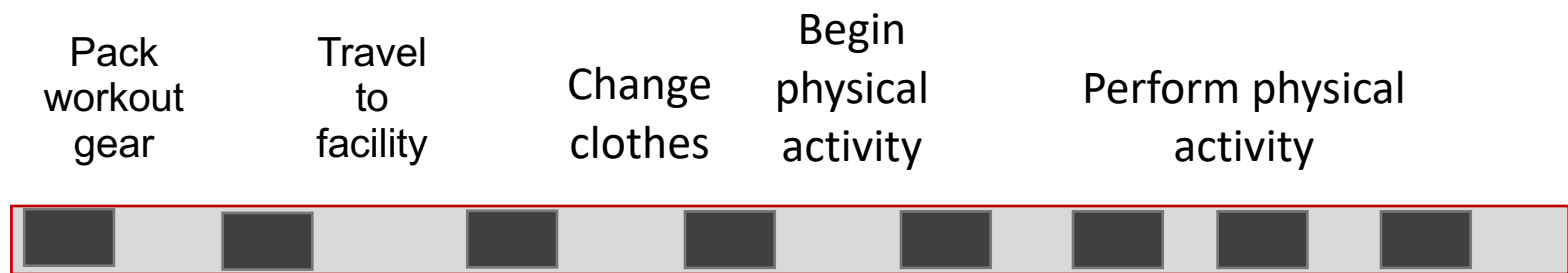 Pack
workout
gear
Travel
to
facility
Change
clothes
Begin
physical
activity
Perform physical
activity